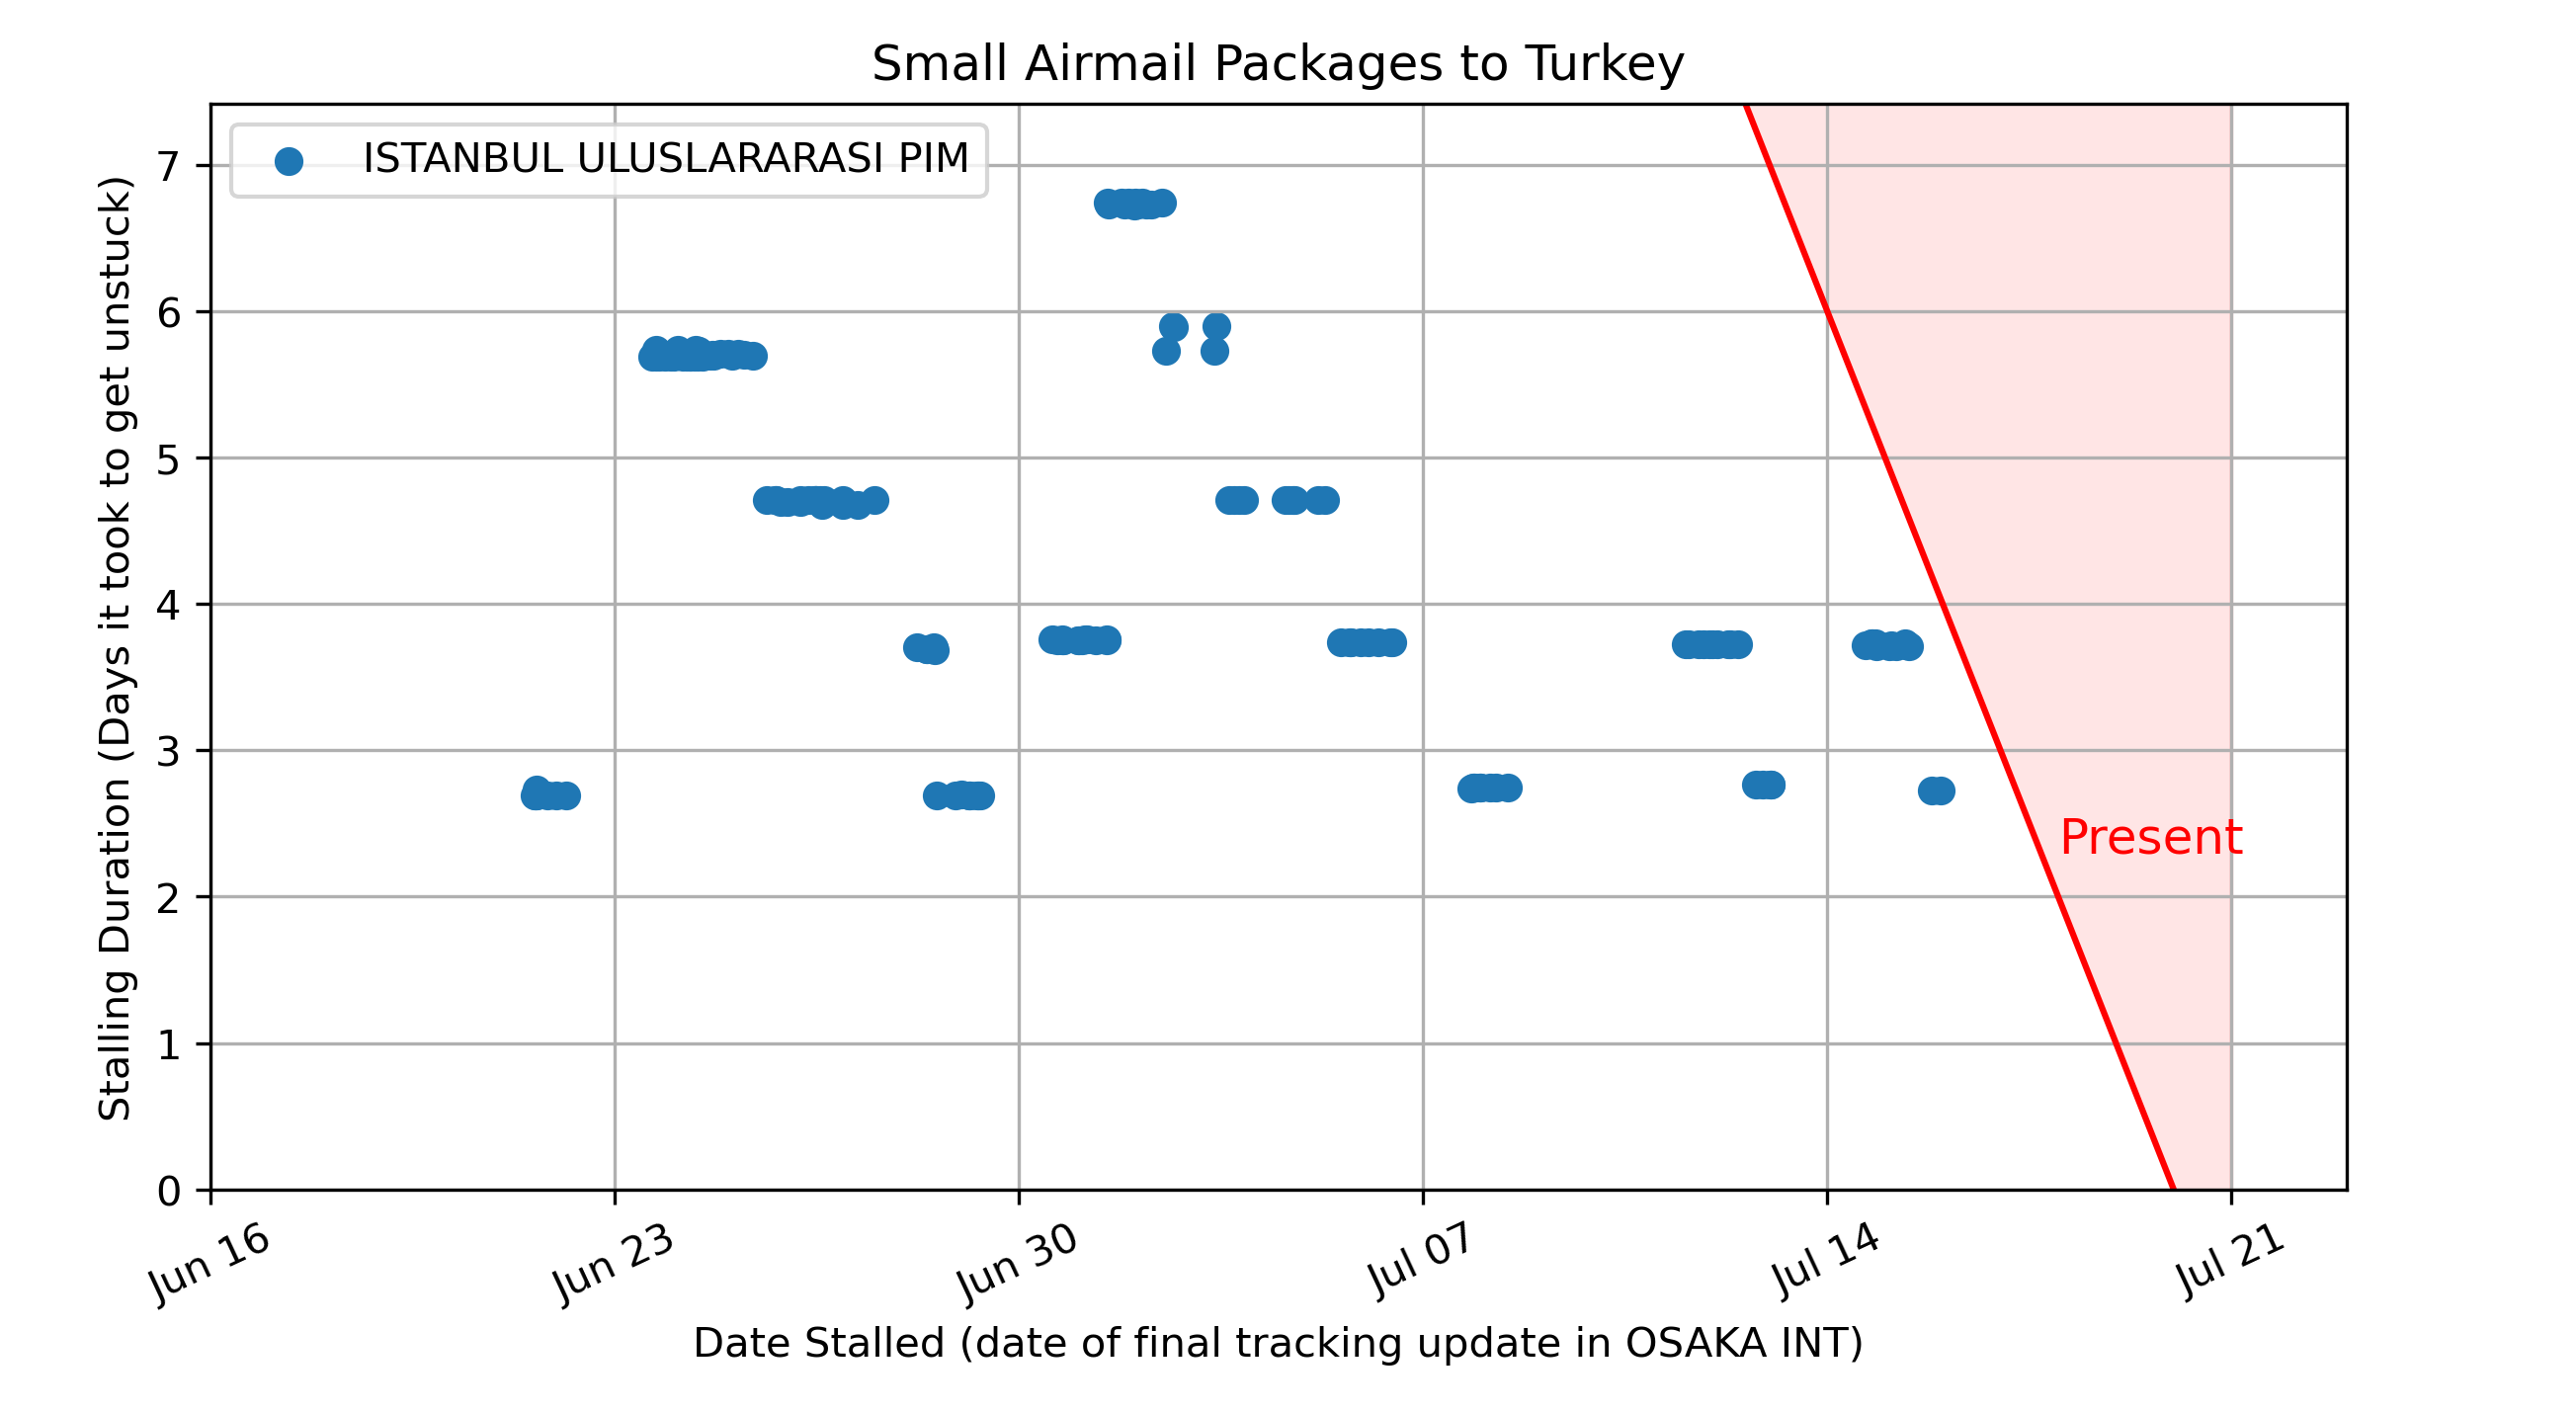 Small Airmail Packages to Turkey
ISTANBUL ULUSLARARASI PIM
Stalling Duration (Days it took to get unstuck)
7
6
5
4
3
2
1
0
Present
Jun 16
Jun 23
Jun 30
Jul 07
Jul 14
Jul 21
Date Stalled (date of final tracking update in OSAKA INT)